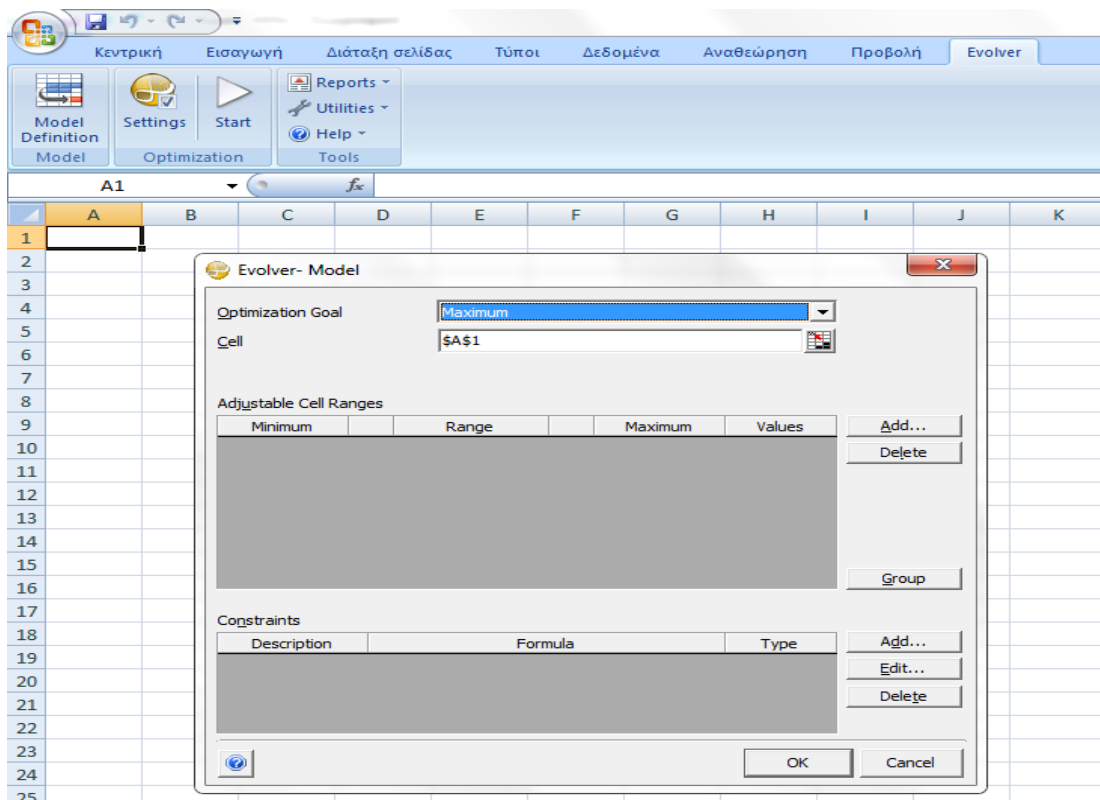 Κεντρική Εισαγωγή Διάταξη σελίδας Τύποι Δεδομένα Αναθεώρηση Προβολή Evolver
Model Definition
Settings
Start
Reports
Utilities
Help
Model Optimization Tools
A1 fx
A B C D E F G H I J K
1
2
3
4
5
6
7
8
9
10
11
12
13
14
15
16
17
18
19
20
21
22
23
24
25
Evolver- Model
Optimization Goal Maximum
Cell $A$1
Adjustable Cell Ranges
Minimum Range Maximum Values Add...
Delete
Group
Constraints
Description Formula Type Add...
Edit...
Delete
OK Cancel